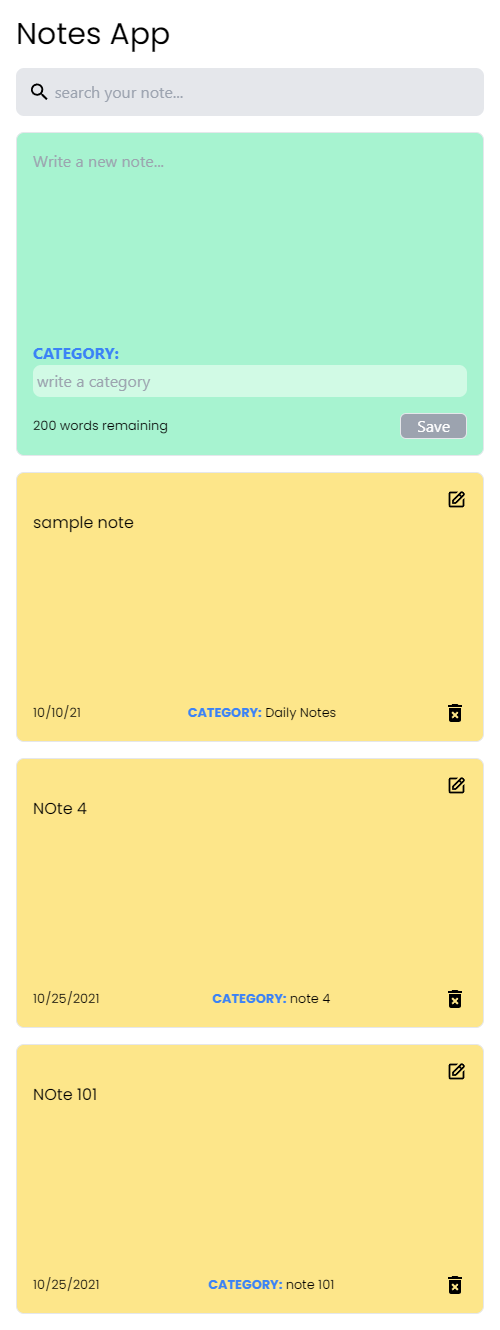 Notes App
search your note...
Write a new note...
CATEGORY:
write a category
200 words remaining
Save
sample note
10/10/21 CATEGORY: Daily Notes
NOte 4
10/25/2021 CATEGORY: note 4
NOte 101
10/25/2021 CATEGORY: note 101